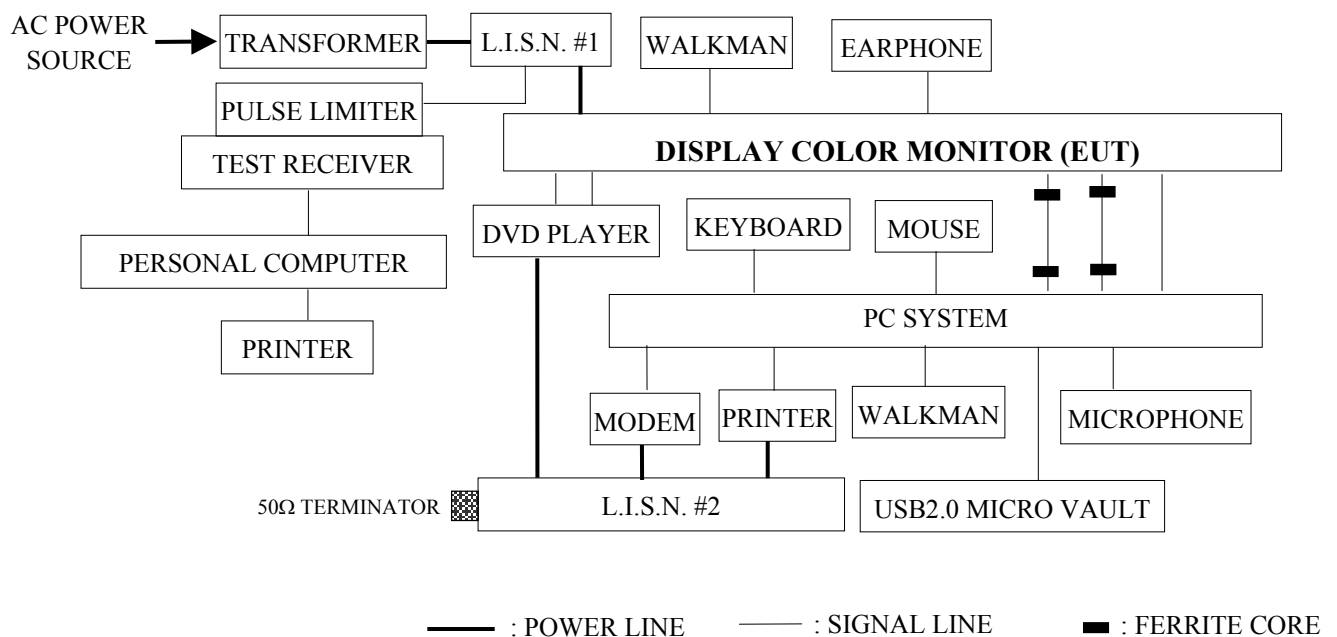 AC POWER
SOURCE
TRANSFORMER
L.I.S.N. #1
WALKMAN
EARPHONE
PULSE LIMITER
TEST RECEIVER
DISPLAY COLOR MONITOR (EUT)
DVD PLAYER
KEYBOARD
MOUSE
PERSONAL COMPUTER
PC SYSTEM
PRINTER
MODEM
PRINTER
WALKMAN
MICROPHONE
50Ω TERMINATOR
L.I.S.N. #2
USB2.0 MICRO VAULT
: POWER LINE
: SIGNAL LINE
: FERRITE CORE